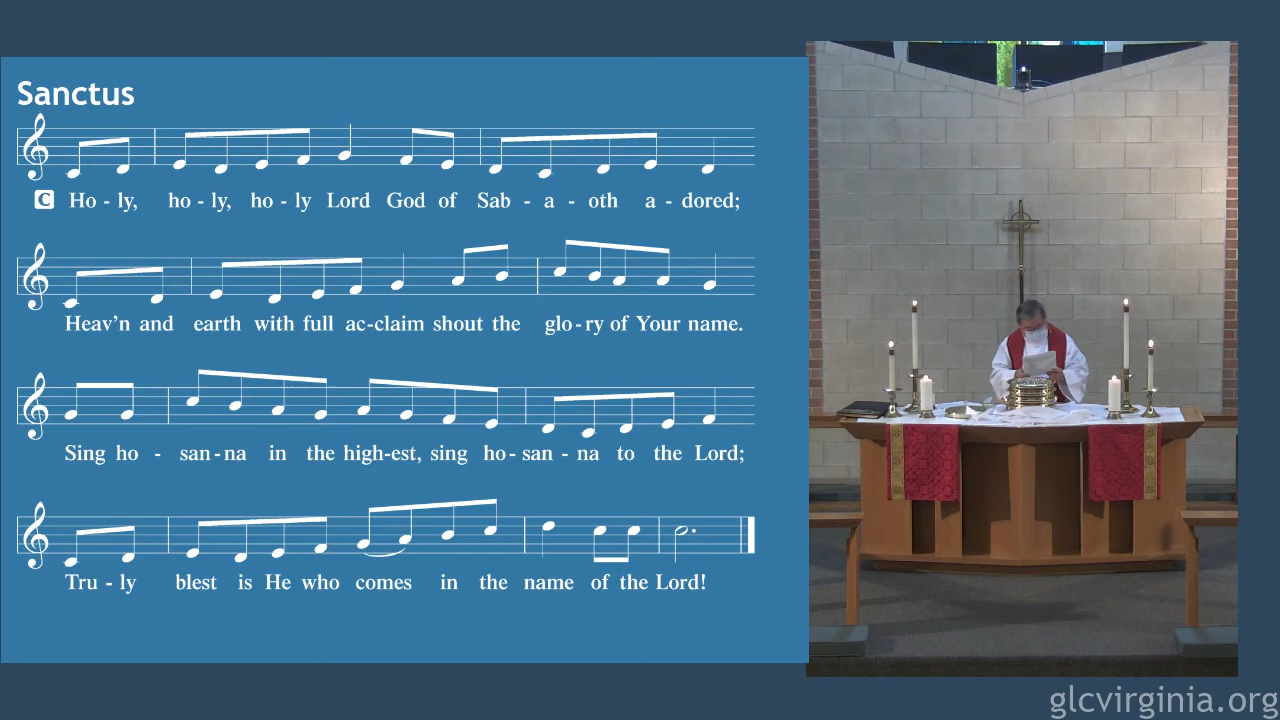 Sanctus
C Ho - ly, ho - ly, ho - ly Lord God of Sab - a - oth a - dored;
Heav'n and earth with full ac-claim shout the glo - ry of Your name.
Sing ho - san - na in the high-est, sing ho - san - na to the Lord;
Tru - ly blest is He who comes in the name of the Lord!
glcvirginia.org